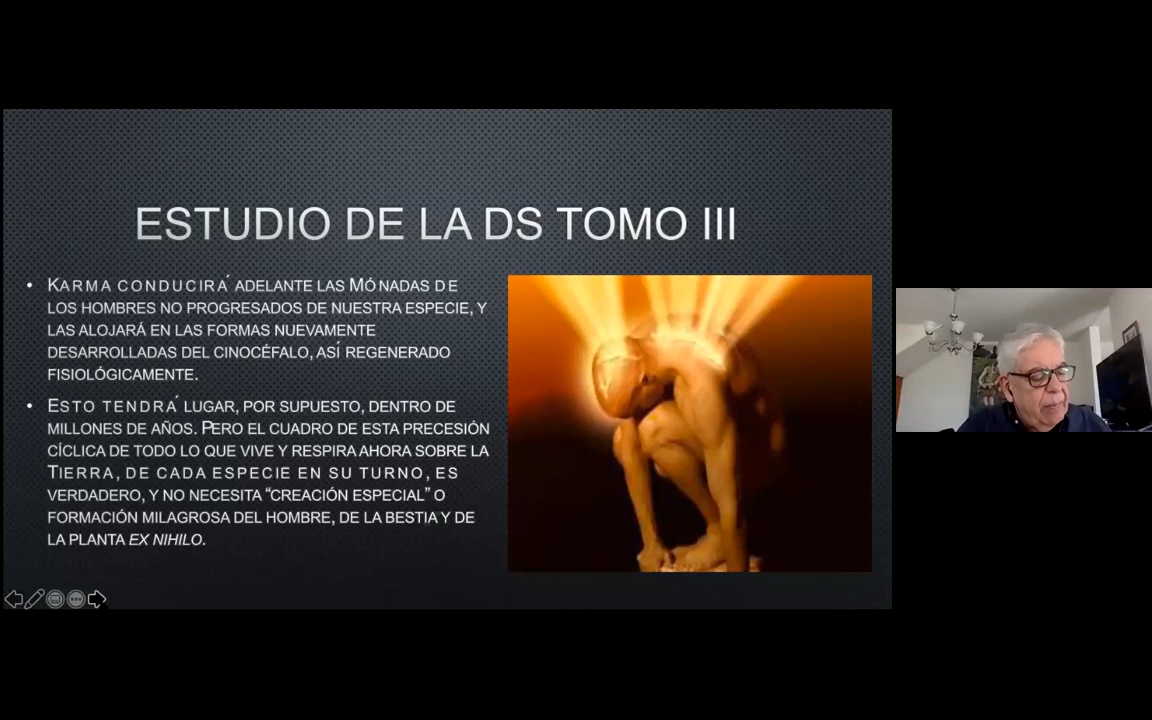 ESTUDIO DE LA DS TOMO III
• KARMA CONDUCIRÁ ADELANTE LAS MÓNADAS DE
LOS HOMBRES NO PROGRESADOS DE NUESTRA ESPECIE, Y
LAS ALOJARÁ EN LAS FORMAS NUEVAMENTE
DESARROLLADAS DEL CINOCÉFALO, ASÍ REGENERADO
FISIOLÓGICAMENTE.
• ESTO TENDRÁ LUGAR, POR SUPUESTO, DENTRO DE
MILLONES DE AÑOS. PERO EL CUADRO DE ESTA PRECESIÓN
CÍCLICA DE TODO LO QUE VIVE Y RESPIRA AHORA SOBRE LA
TIERRA, DE CADA ESPECIE EN SU TURNO, ES
VERDADERO, Y NO NECESITA “CREACIÓN ESPECIAL” O
FORMACIÓN MILAGROSA DEL HOMBRE, DE LA BESTIA Y DE
LA PLANTA EX NIHILO.